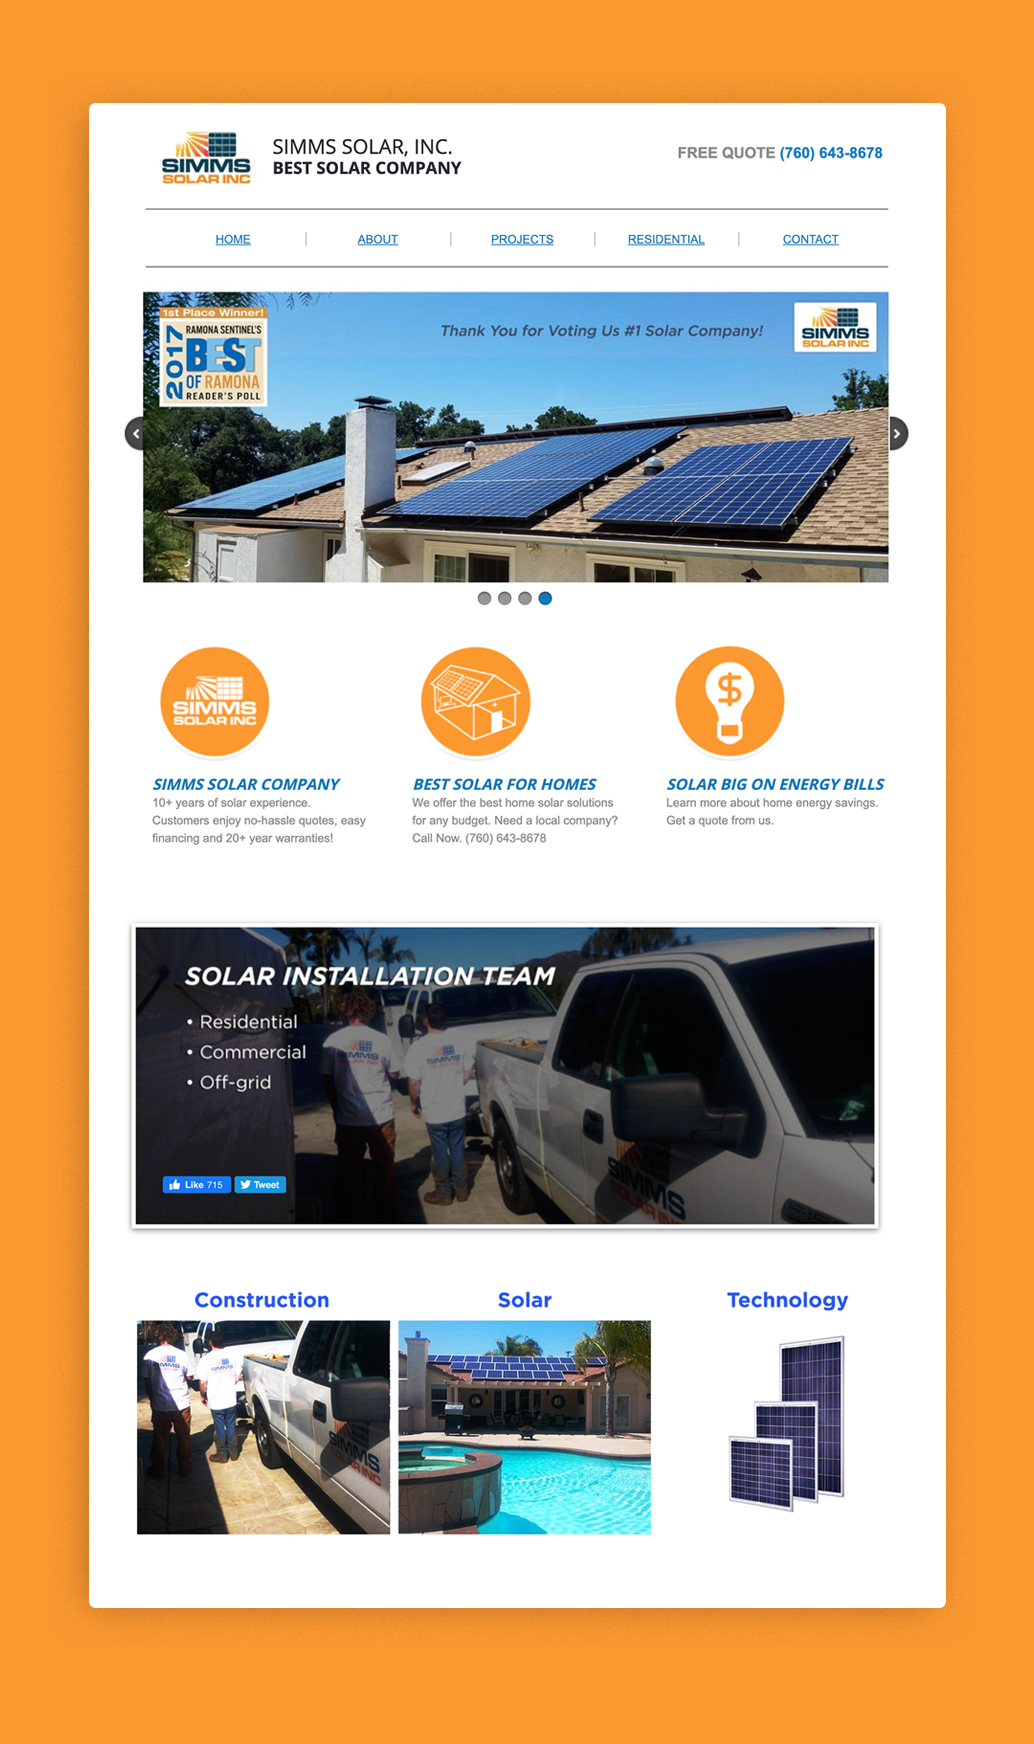 SIMMS
SOLAR INC
SIMMS SOLAR, INC.
BEST SOLAR COMPANY
FREE QUOTE (760) 643-8678
HOME
ABOUT
PROJECTS
RESIDENTIAL
CONTACT
1st Place Winner!
2017
RAMONA SENTINEL'S
BEST
OF RAMONA
READER'S POLL
Thank You for Voting Us #1 Solar Company!
SIMMS
SOLAR INC
SIMMS
SOLAR INC
$
SIMMS SOLAR COMPANY
10+ years of solar experience.
Customers enjoy no-hassle quotes, easy
financing and 20+ year warranties!
BEST SOLAR FOR HOMES
We offer the best home solar solutions
for any budget. Need a local company?
Call Now. (760) 643-8678
SOLAR BIG ON ENERGY BILLS
Learn more about home energy savings.
Get a quote from us.
SOLAR INSTALLATION TEAM
• Residential
• Commercial
• Off-grid
SIMMS
SIMMS
SIMMS
SOLAR INC
Like 715
Tweet
Construction
Solar
Technology
SIMMS
SIMMS
SOLAR INC